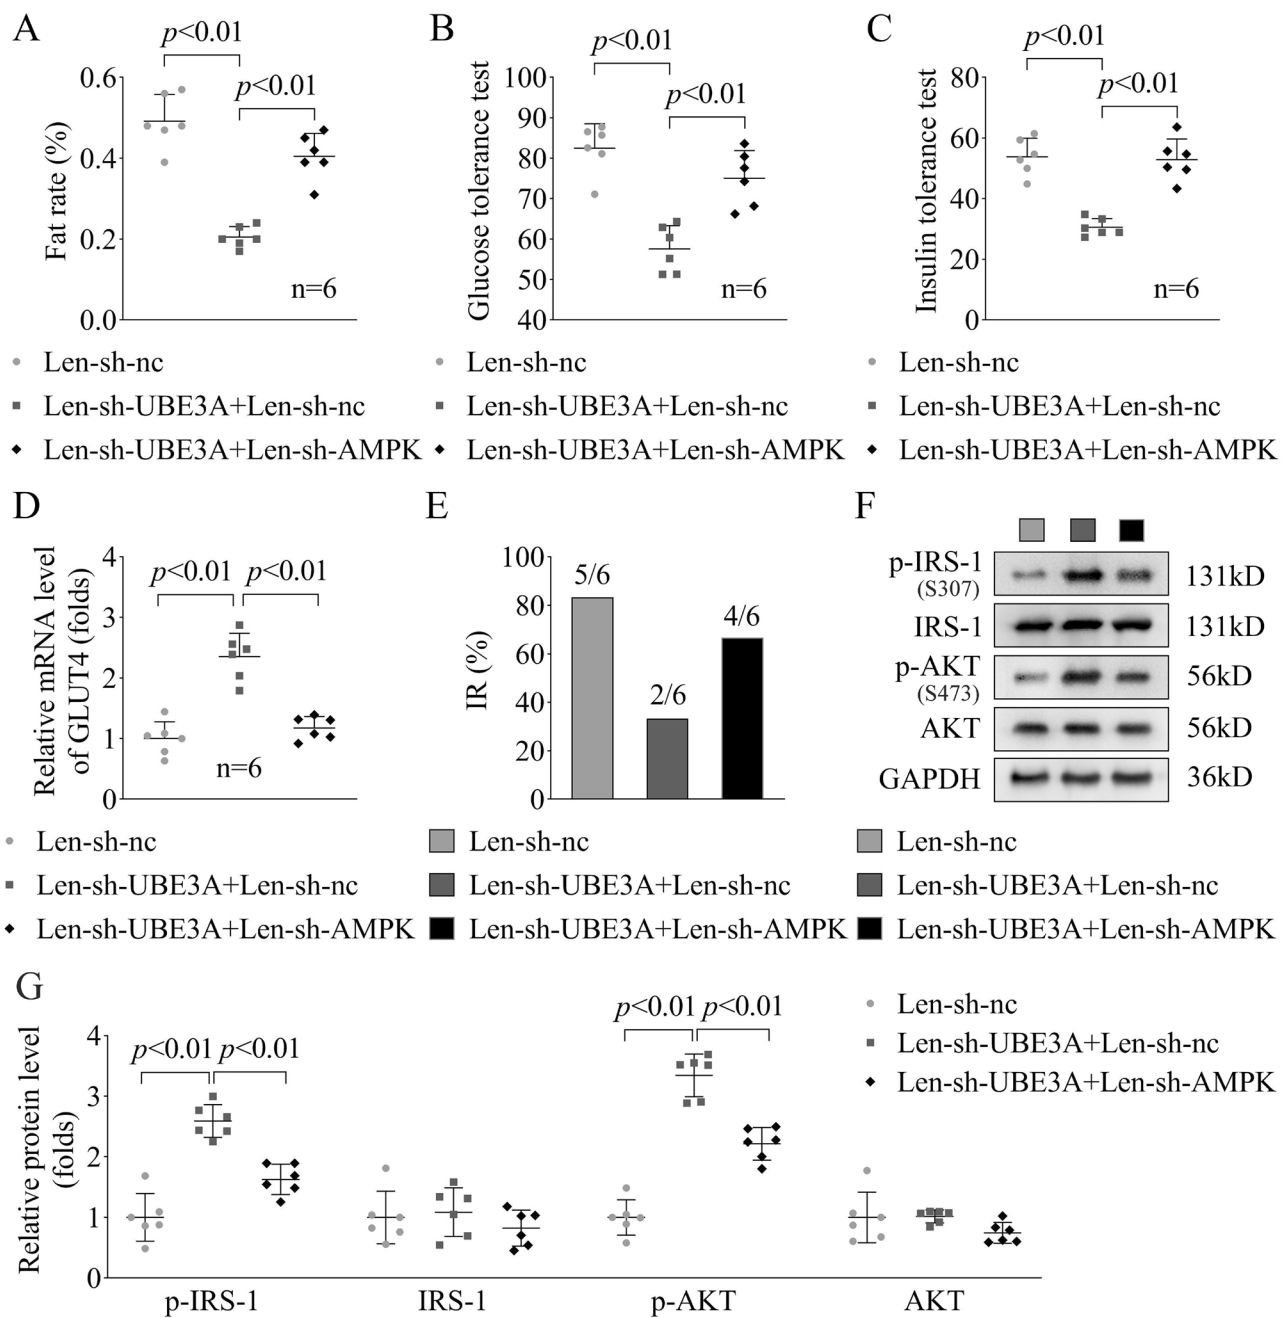 A
p<0.01
p<0.01
Fat rate (%)
0.6
0.4
0.2
0.0
n=6
Len-sh-nc
Len-sh-UBE3A+Len-sh-nc
Len-sh-UBE3A+Len-sh-AMPK
B
p<0.01
p<0.01
Glucose tolerance test
100
90
80
70
60
50
40
n=6
Len-sh-nc
Len-sh-UBE3A+Len-sh-nc
Len-sh-UBE3A+Len-sh-AMPK
C
p<0.01
p<0.01
Insulin tolerance test
80
60
40
20
0
n=6
Len-sh-nc
Len-sh-UBE3A+Len-sh-nc
Len-sh-UBE3A+Len-sh-AMPK
D
p<0.01 p<0.01
Relative mRNA level
of GLUT4 (folds)
4
3
2
1
0
n=6
Len-sh-nc
Len-sh-UBE3A+Len-sh-nc
Len-sh-UBE3A+Len-sh-AMPK
E
IR (%)
100
80
60
40
20
0
5/6
2/6
4/6
Len-sh-nc
Len-sh-UBE3A+Len-sh-nc
Len-sh-UBE3A+Len-sh-AMPK
F
p-IRS-1
(S307)
131kD
IRS-1
131kD
p-AKT
(S473)
56kD
AKT
56kD
GAPDH
36kD
Len-sh-nc
Len-sh-UBE3A+Len-sh-nc
Len-sh-UBE3A+Len-sh-AMPK
G
Relative protein level
(folds)
4
3
2
1
0
p<0.01 p<0.01
p<0.01 p<0.01
p-IRS-1
IRS-1
p-AKT
AKT
Len-sh-nc
Len-sh-UBE3A+Len-sh-nc
Len-sh-UBE3A+Len-sh-AMPK